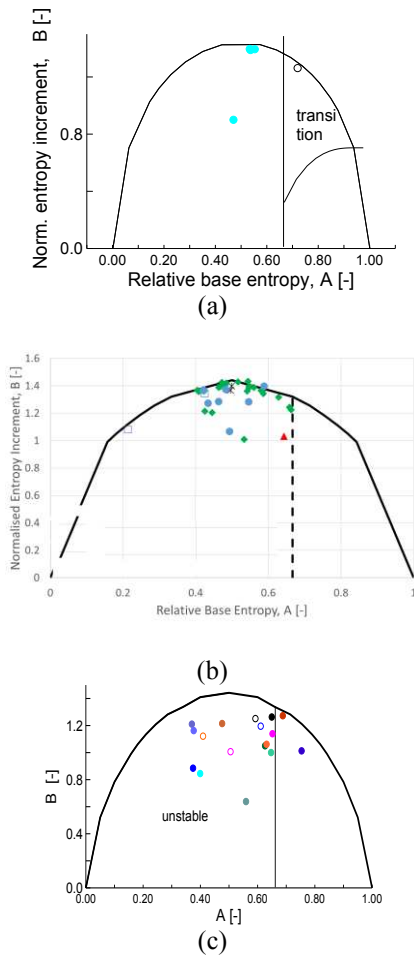 Norm. entropy increment, B [-]
0.8
0.0
transi
tion
0.00 0.20 0.40 0.60 0.80 1.00
Relative base entropy, A [-]
(a)
Normalised Entropy Increment, B [-]
1.6
1.4
1.2
1
0.8
0.6
0.4
0.2
0
0 0.2 0.4 0.6 0.8 1
Relative Base Entropy, A [-]
(b)
B [-]
1.2
0.8
0.4
0.0
unstable
0.00 0.20 0.40 0.60 0.80 1.00
A [-]
(c)